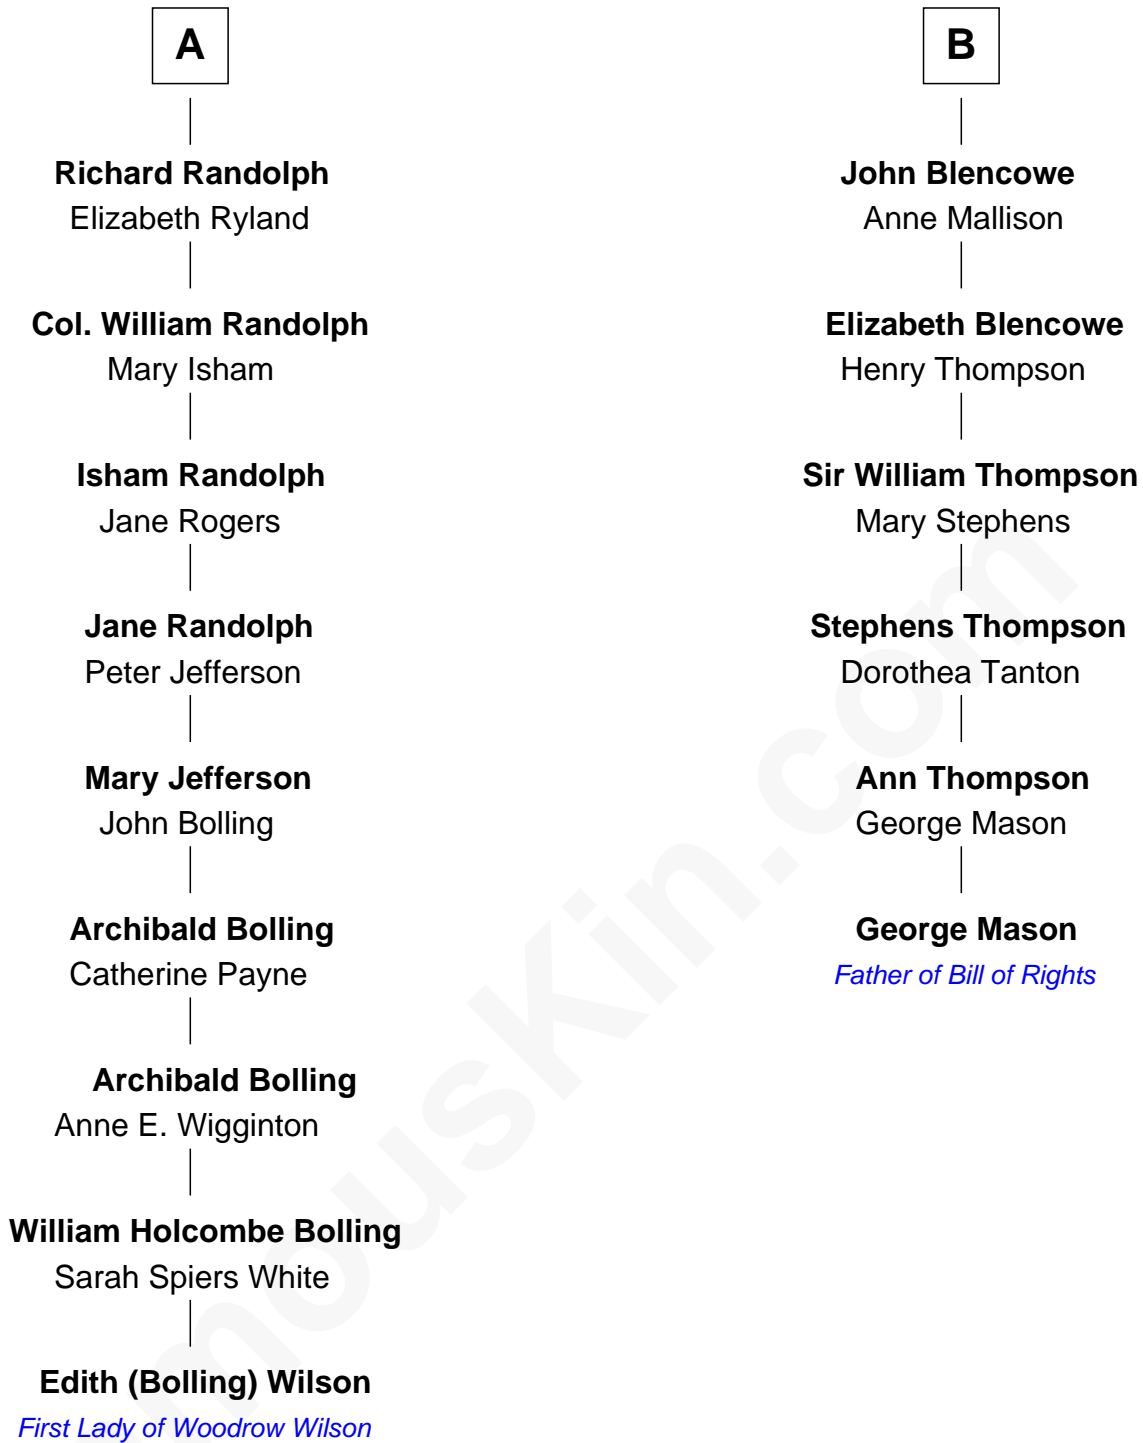 A
Richard Randolph
Elizabeth Ryland
Col. William Randolph
Mary Isham
Isham Randolph
Jane Rogers
Jane Randolph
Peter Jefferson
Mary Jefferson
John Bolling
Archibald Bolling
Catherine Payne
Archibald Bolling
Anne E. Wigginton
William Holcombe Bolling
Sarah Spiers White
Edith (Bolling) Wilson
First Lady of Woodrow Wilson
B
John Blencowe
Anne Mallison
Elizabeth Blencowe
Henry Thompson
Sir William Thompson
Mary Stephens
Stephens Thompson
Dorothea Tanton
Ann Thompson
George Mason
George Mason
Father of Bill of Rights
mousKin.com